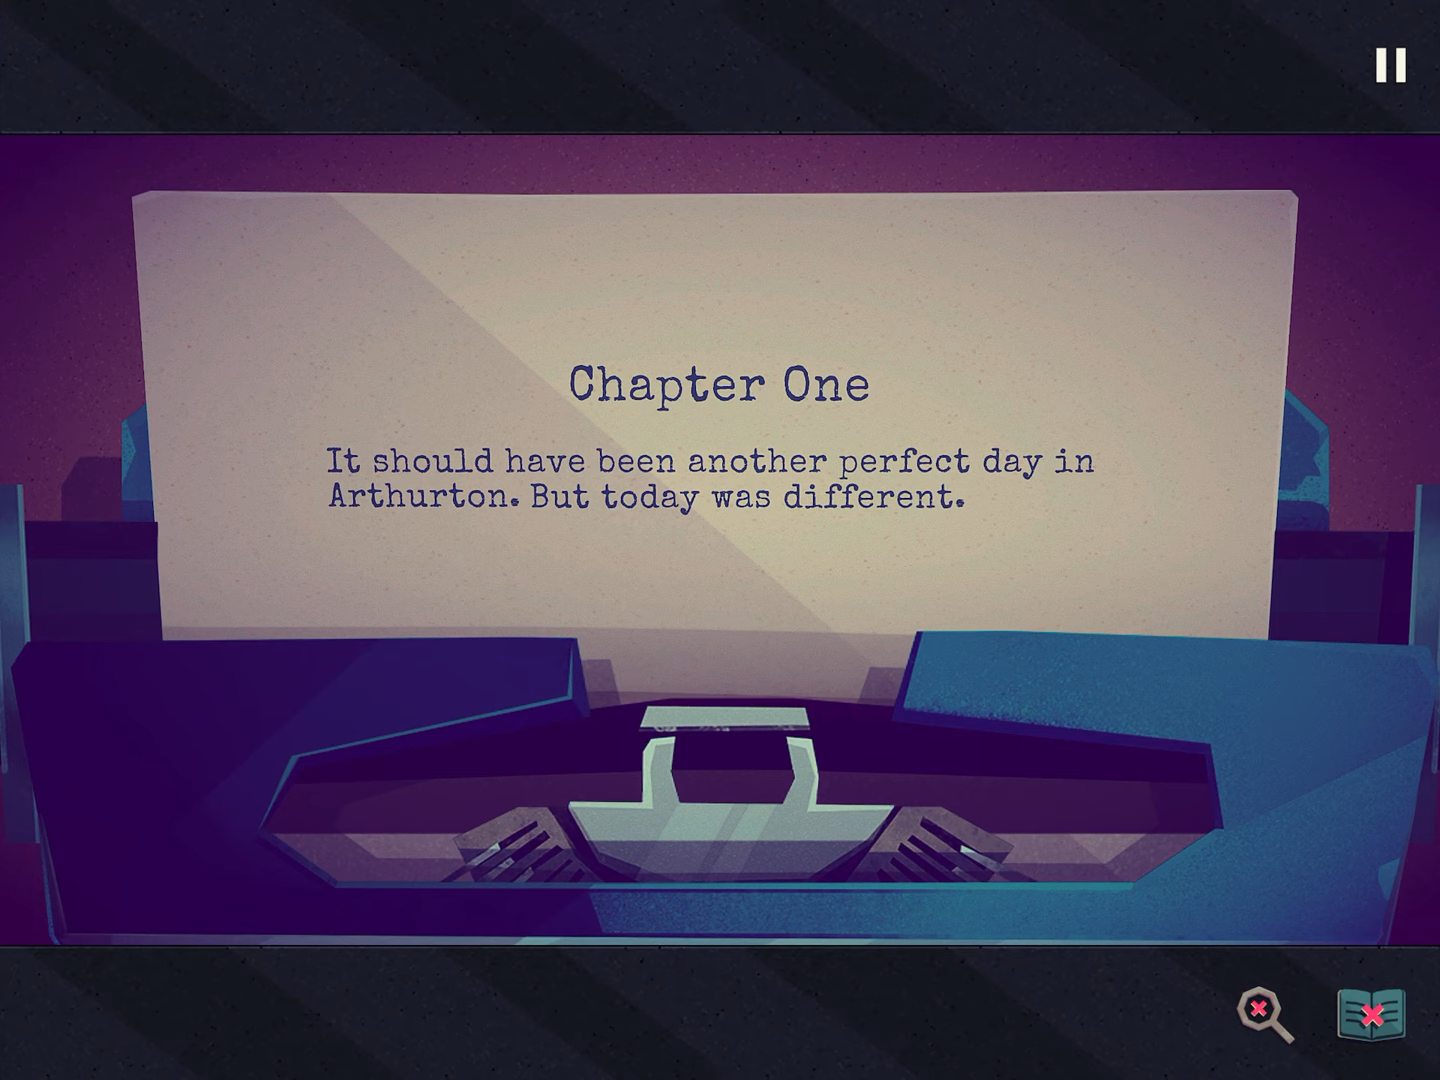 Chapter One
It should have been another perfect day in
Arthurton. But today was different.